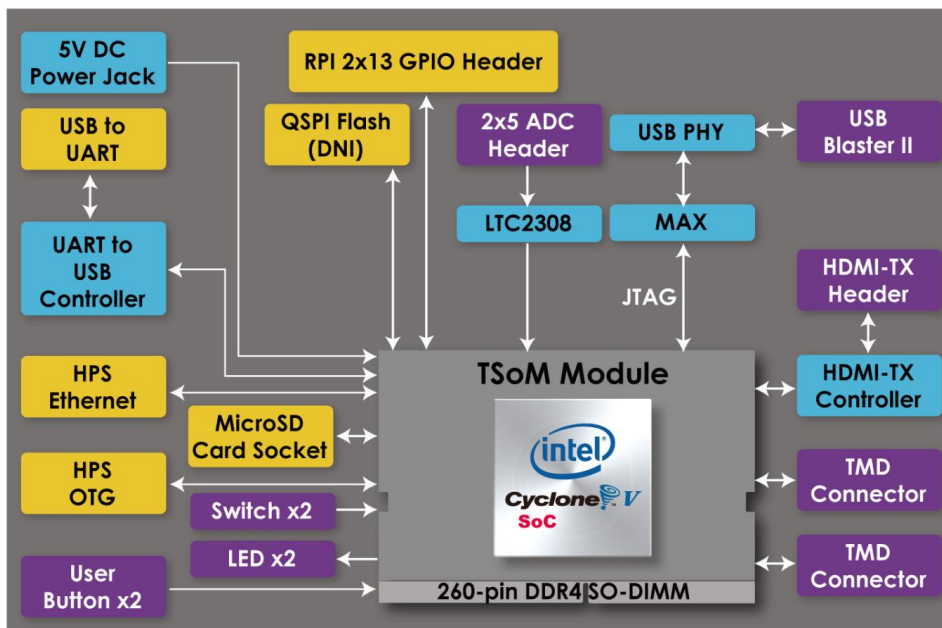 5V DC
Power Jack
RPI 2x13 GPIO Header
USB to
UART
QSPI Flash
(DNI)
2x5 ADC
Header
USB PHY
USB
Blaster II
UART to
USB
Controller
LTC2308
MAX
JTAG
HDMI-TX
Header
HPS
Ethernet
TSoM Module
HDMI-TX
Controller
MicroSD
Card Socket
intel
Cyclone V
SoC
HPS
OTG
TMD
Connector
Switch x2
LED x2
TMD
Connector
User
Button x2
260-pin DDR4 SO-DIMM